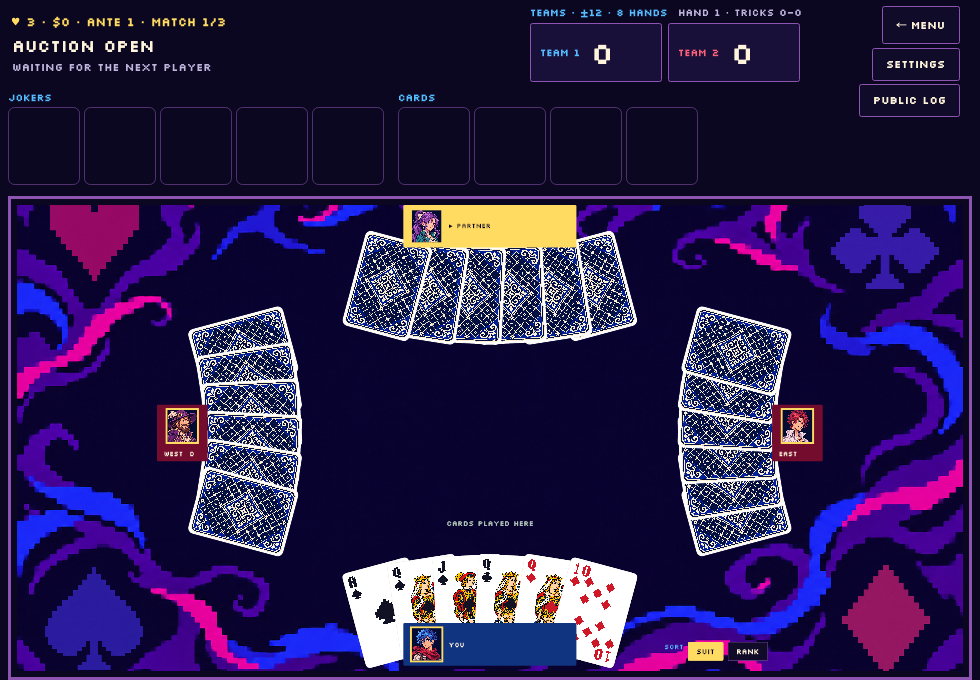 ♥ 3 · $0 · ANTE 1 · MATCH 1/3
AUCTION OPEN
WAITING FOR THE NEXT PLAYER
TEAMS · ±12 · 8 HANDS HAND 1 · TRICKS 0-0
TEAM 1 0
TEAM 2 0
← MENU
SETTINGS
PUBLIC LOG
JOKERS
CARDS
▶ PARTNER
WEST D
EAST
CARDS PLAYED HERE
A Q J Q Q 10
10
YOU
SORT SUIT RANK